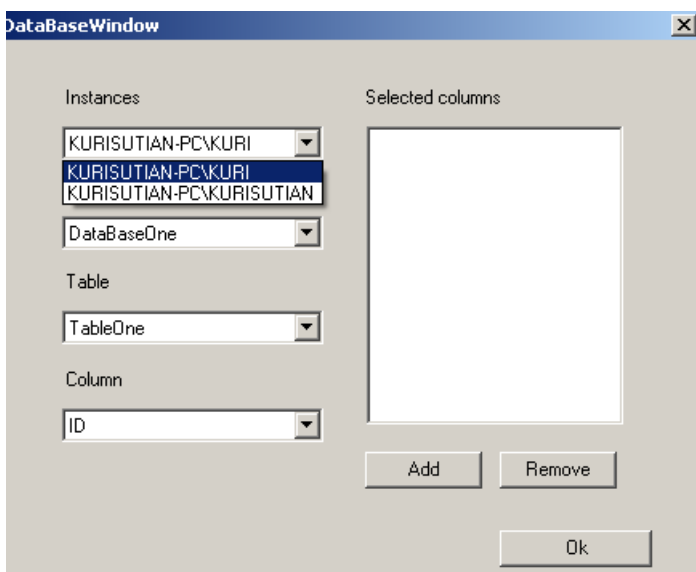 DataBaseWindow
Instances
KURISUTIAN-PC\KURI
KURISUTIAN-PC\KURI
KURISUTIAN-PC\KURISUTIAN
DataBaseOne
Table
TableOne
Column
ID
Selected columns
Add
Remove
Ok